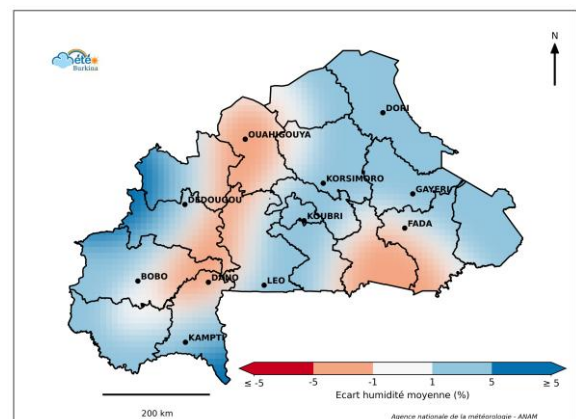 Météo
Burkina
N
DORI
OUAHIGOUYA
KORSIMORO
GAYERI
DEDOUGOU
KOUBRI
FADA
BOBO
DANO
LEO
KAMPTI
≤ -5
-5
-1
1
5
≥ 5
Ecart humidité moyenne (%)
200 km
Agence nationale de la météorologie - ANAM